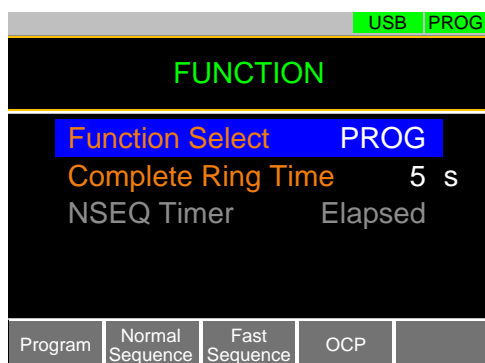 USB PROG
FUNCTION
Function Select PROG
Complete Ring Time 5 s
NSEQ Timer Elapsed
Program Normal Sequence Fast Sequence OCP